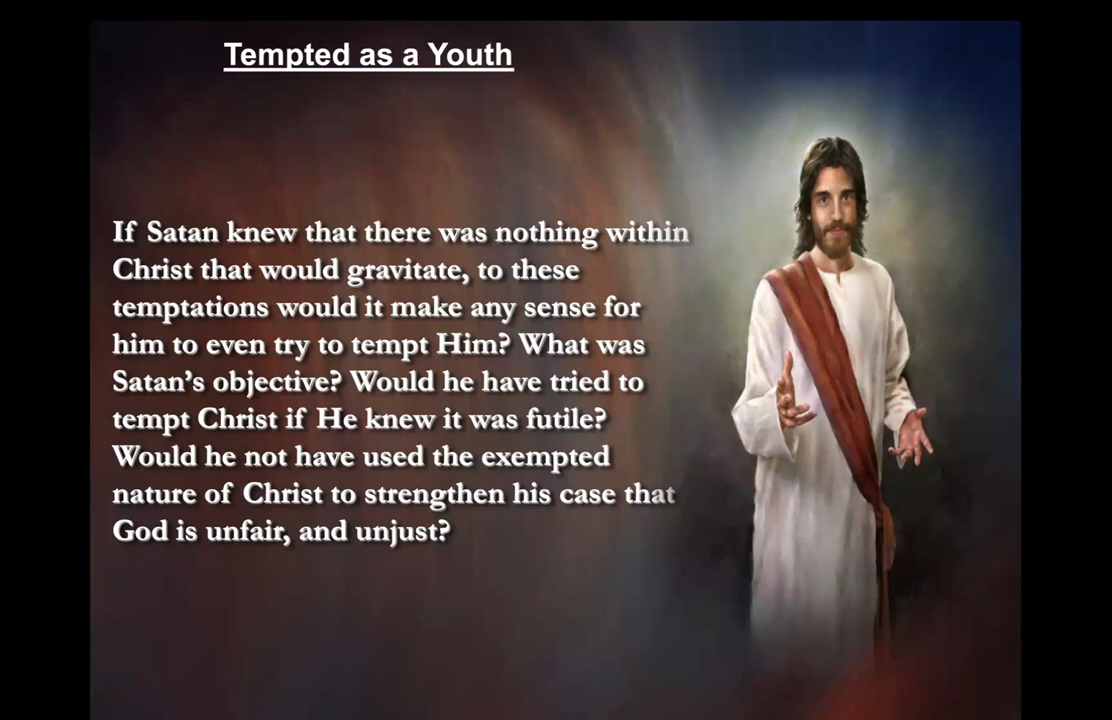 Tempted as a Youth
If Satan knew that there was nothing within
Christ that would gravitate, to these
temptations would it make any sense for
him to even try to tempt Him? What was
Satan’s objective? Would he have tried to
tempt Christ if He knew it was futile?
Would he not have used the exempted
nature of Christ to strengthen his case that
God is unfair, and unjust?